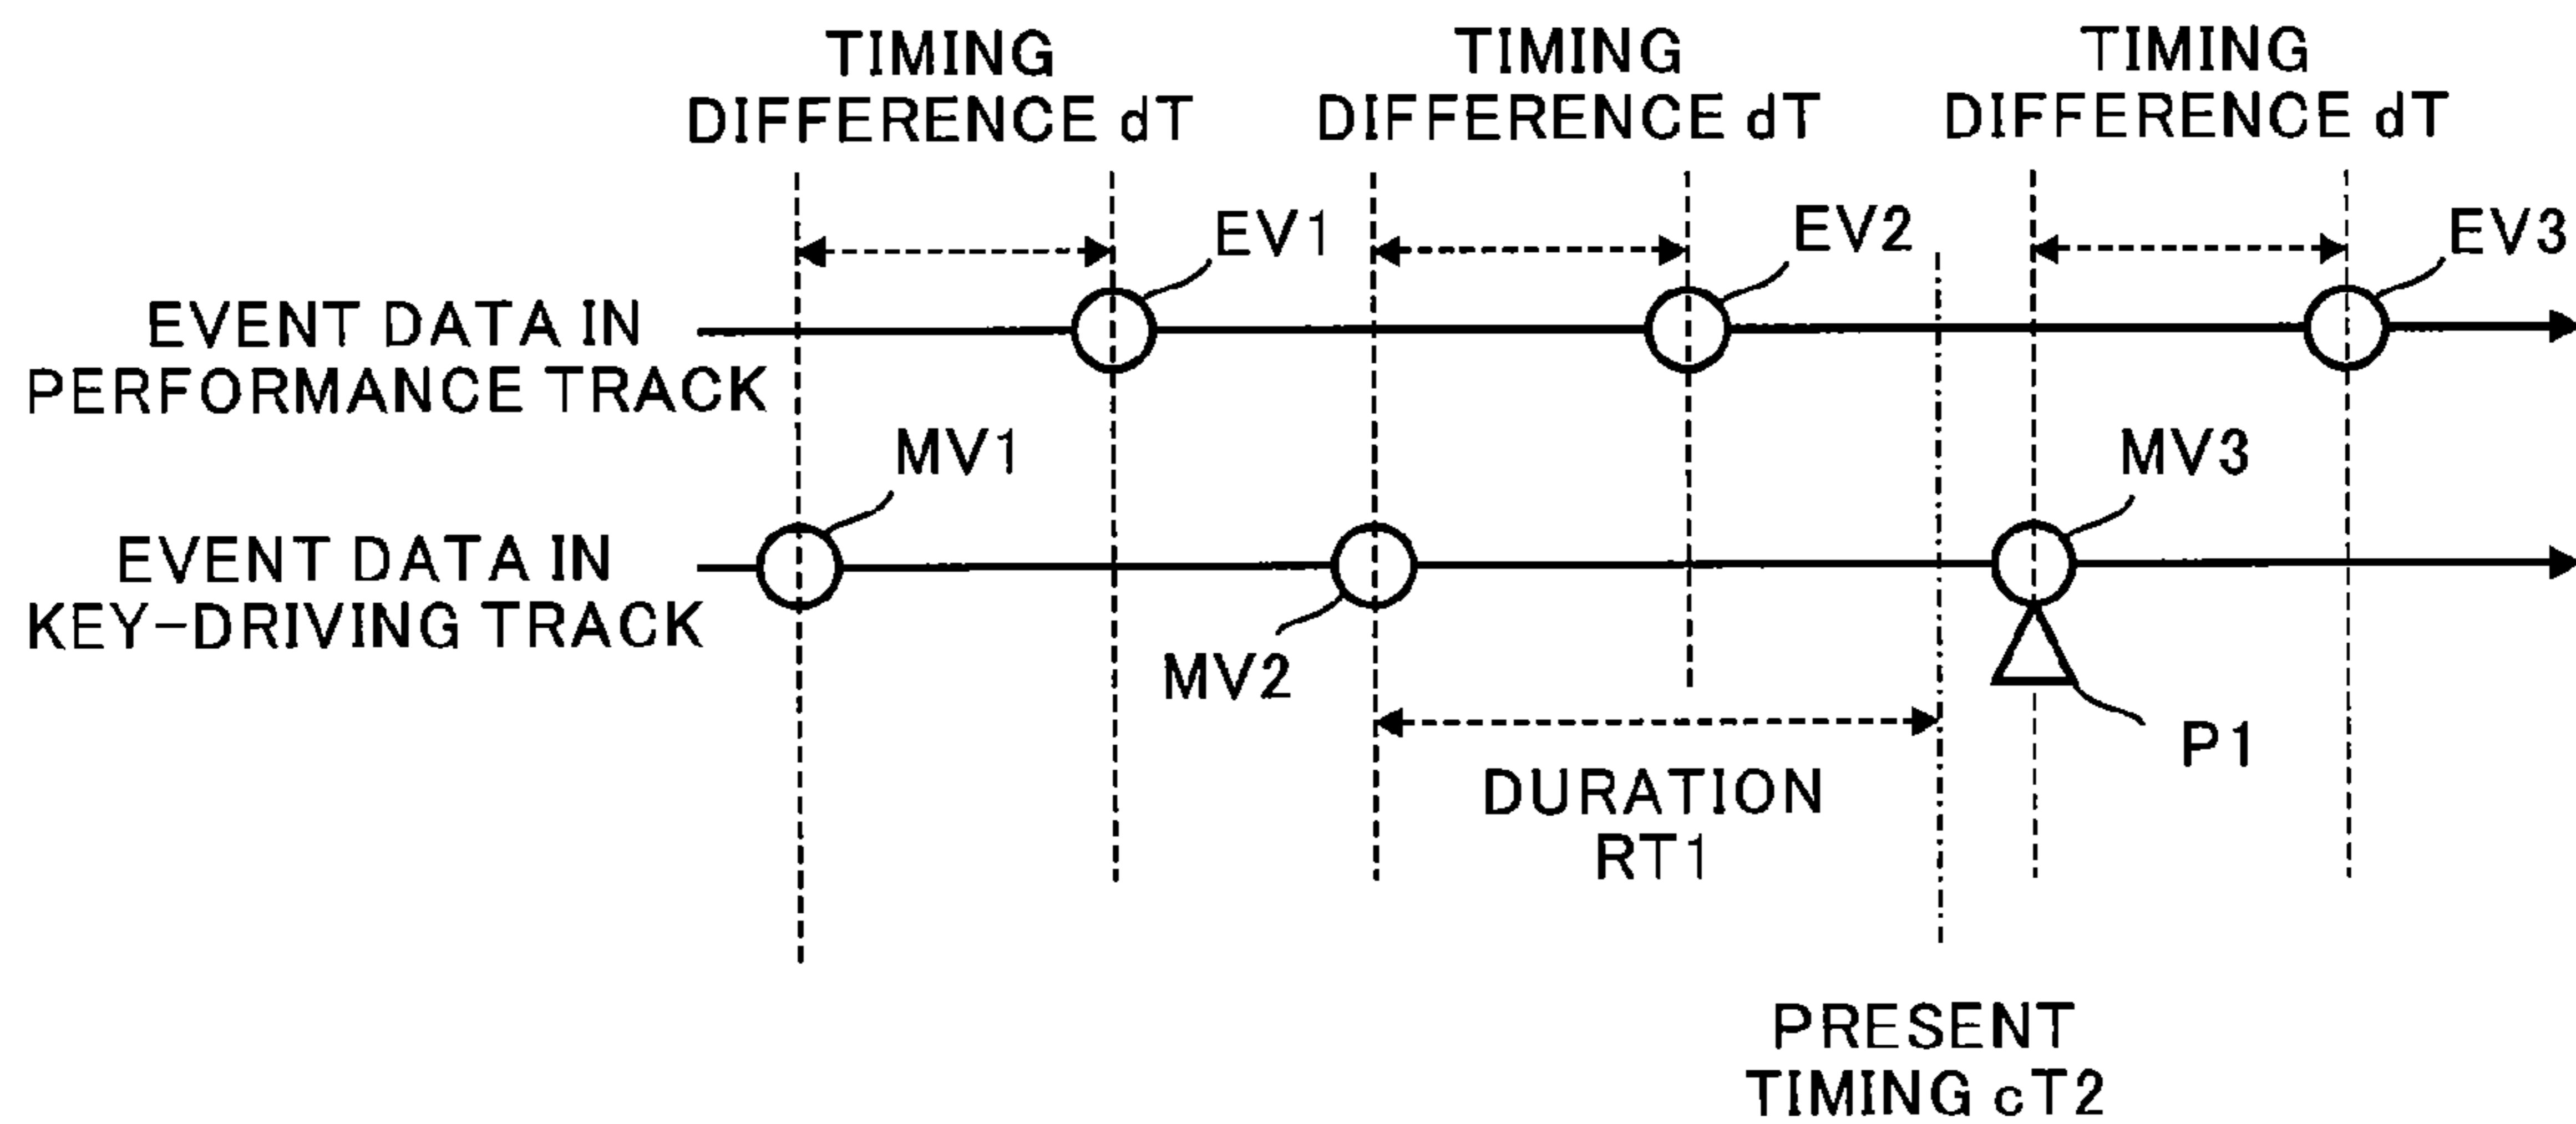 TIMING
DIFFERENCE dT
TIMING
DIFFERENCE dT
TIMING
DIFFERENCE dT
EV1
EV2
EV3
EVENT DATA IN
PERFORMANCE TRACK
MV1
MV3
EVENT DATA IN
KEY-DRIVING TRACK
MV2
P1
DURATION
RT1
PRESENT
TIMING cT2